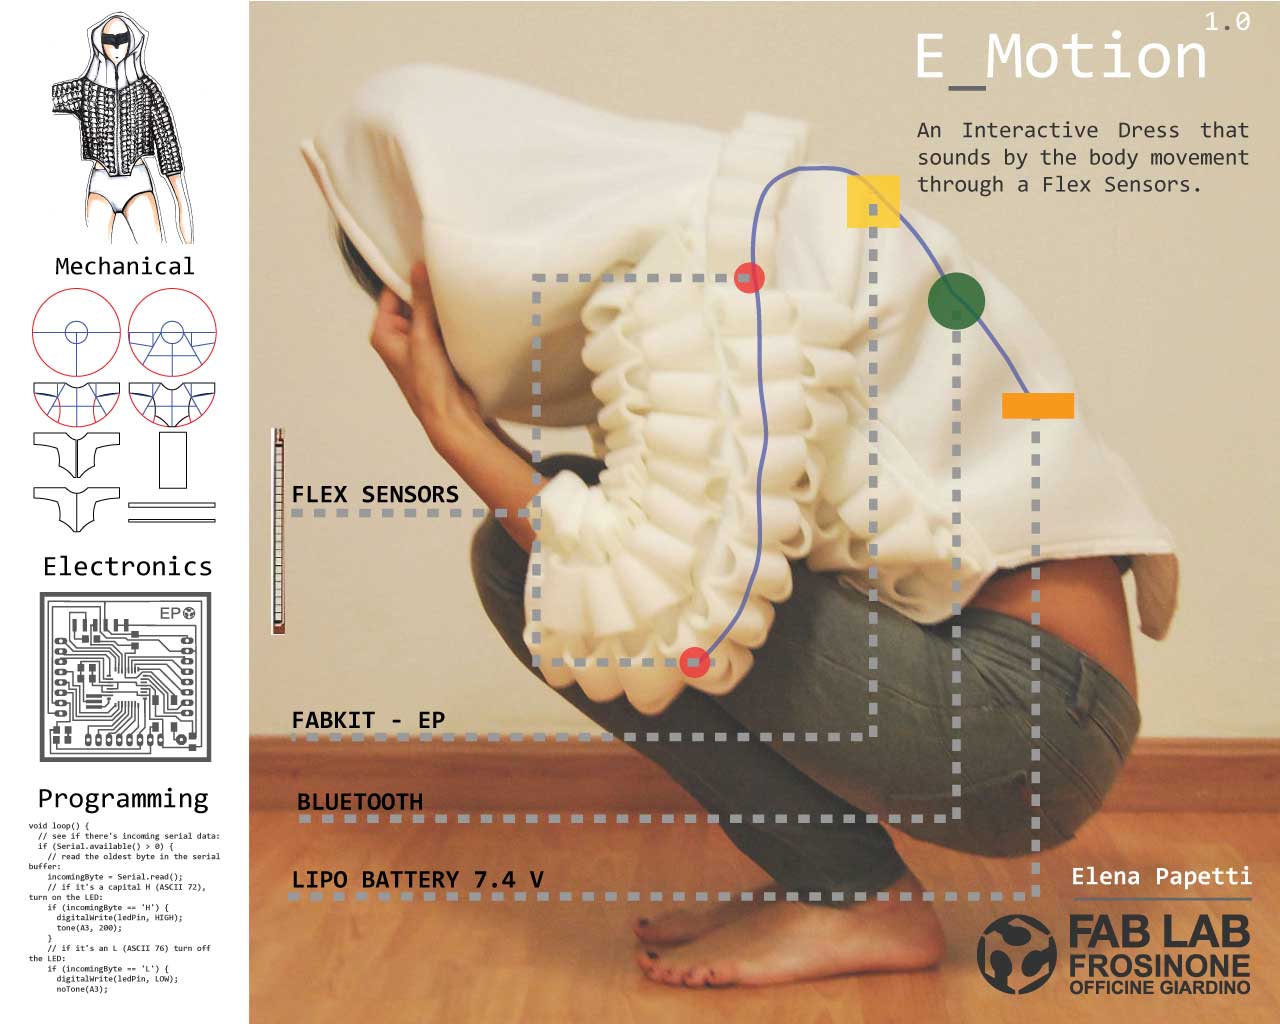 1.0
E_Motion
An Interactive Dress that
sounds by the body movement
through a Flex Sensors.
Mechanical
FLEX SENSORS
Electronics
EP
FABKIT - EP
Programming
BLUETOOTH
void loop() {
// see if there's incoming serial data:
if (Serial.available() > 0) {
// read the oldest byte in the serial
buffer:
incomingByte = Serial.read();
// if it's a capital H (ASCII 72),
turn on the LED:
if (incomingByte == 'H') {
digitalWrite(ledPin, HIGH);
tone(A3, 200);
}
// if it's an L (ASCII 76) turn off
the LED:
if (incomingByte == 'L') {
digitalWrite(ledPin, LOW);
noTone(A3);
LIPO BATTERY 7.4 V
Elena Papetti
FAB LAB
FROSINONE
OFFICINE GIARDINO